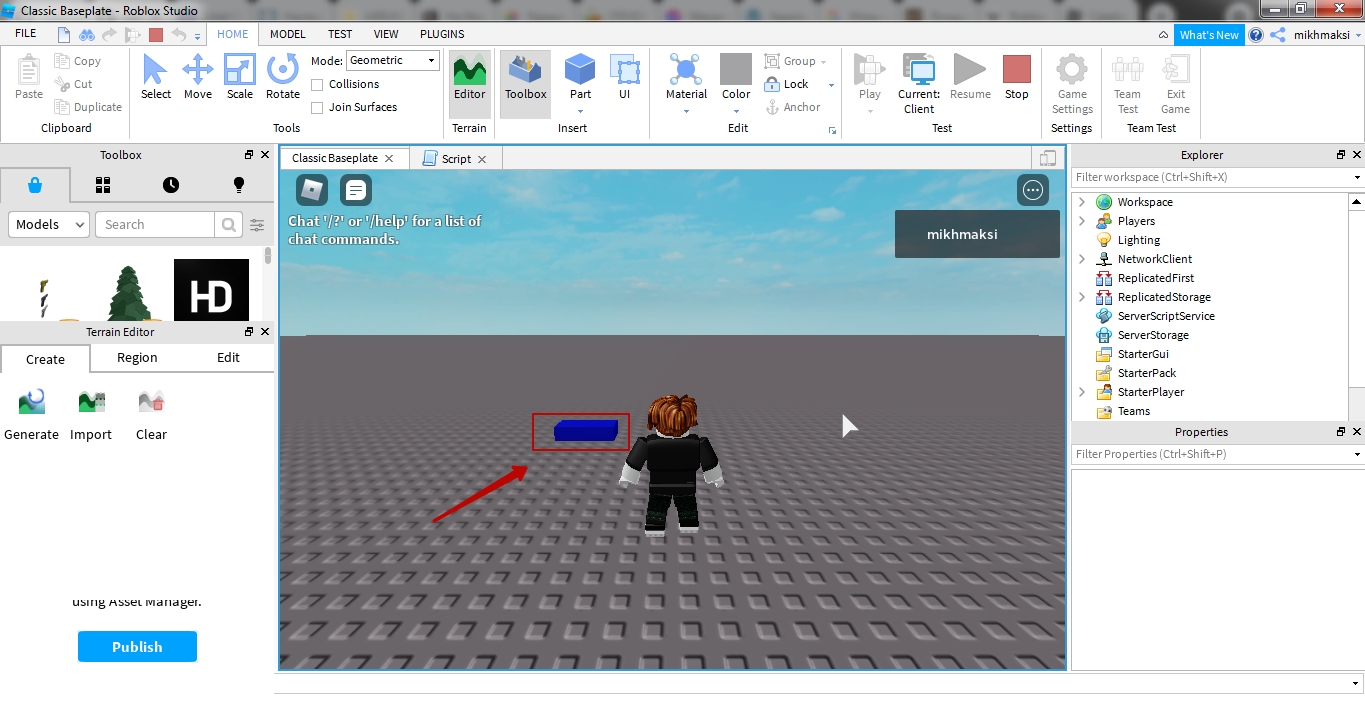 Classic Baseplate - Roblox Studio
FILE HOME MODEL TEST VIEW PLUGINS What's New mikhmaksi
Paste
Copy
Cut
Duplicate
Clipboard
Select Move Scale Rotate
Mode: Geometric
Collisions
Join Surfaces
Tools
Editor
Terrain
Toolbox Part UI
Insert
Material Color
Group
Lock
Anchor
Edit
Play Current: Client Resume Stop
Test
Game Settings
Settings
Team Test Exit Game
Team Test
Toolbox
Models Search
HD
Terrain Editor
Create Region Edit
Generate Import Clear
using Asset Manager.
Publish
Classic Baseplate Script
Chat '/?' or '/help' for a list of
chat commands.
mikhmaksi
Explorer
Filter workspace (Ctrl+Shift+X)
Workspace
Players
Lighting
NetworkClient
ReplicatedFirst
ReplicatedStorage
ServerScriptService
ServerStorage
StarterGui
StarterPack
StarterPlayer
Teams
Properties
Filter Properties (Ctrl+Shift+P)